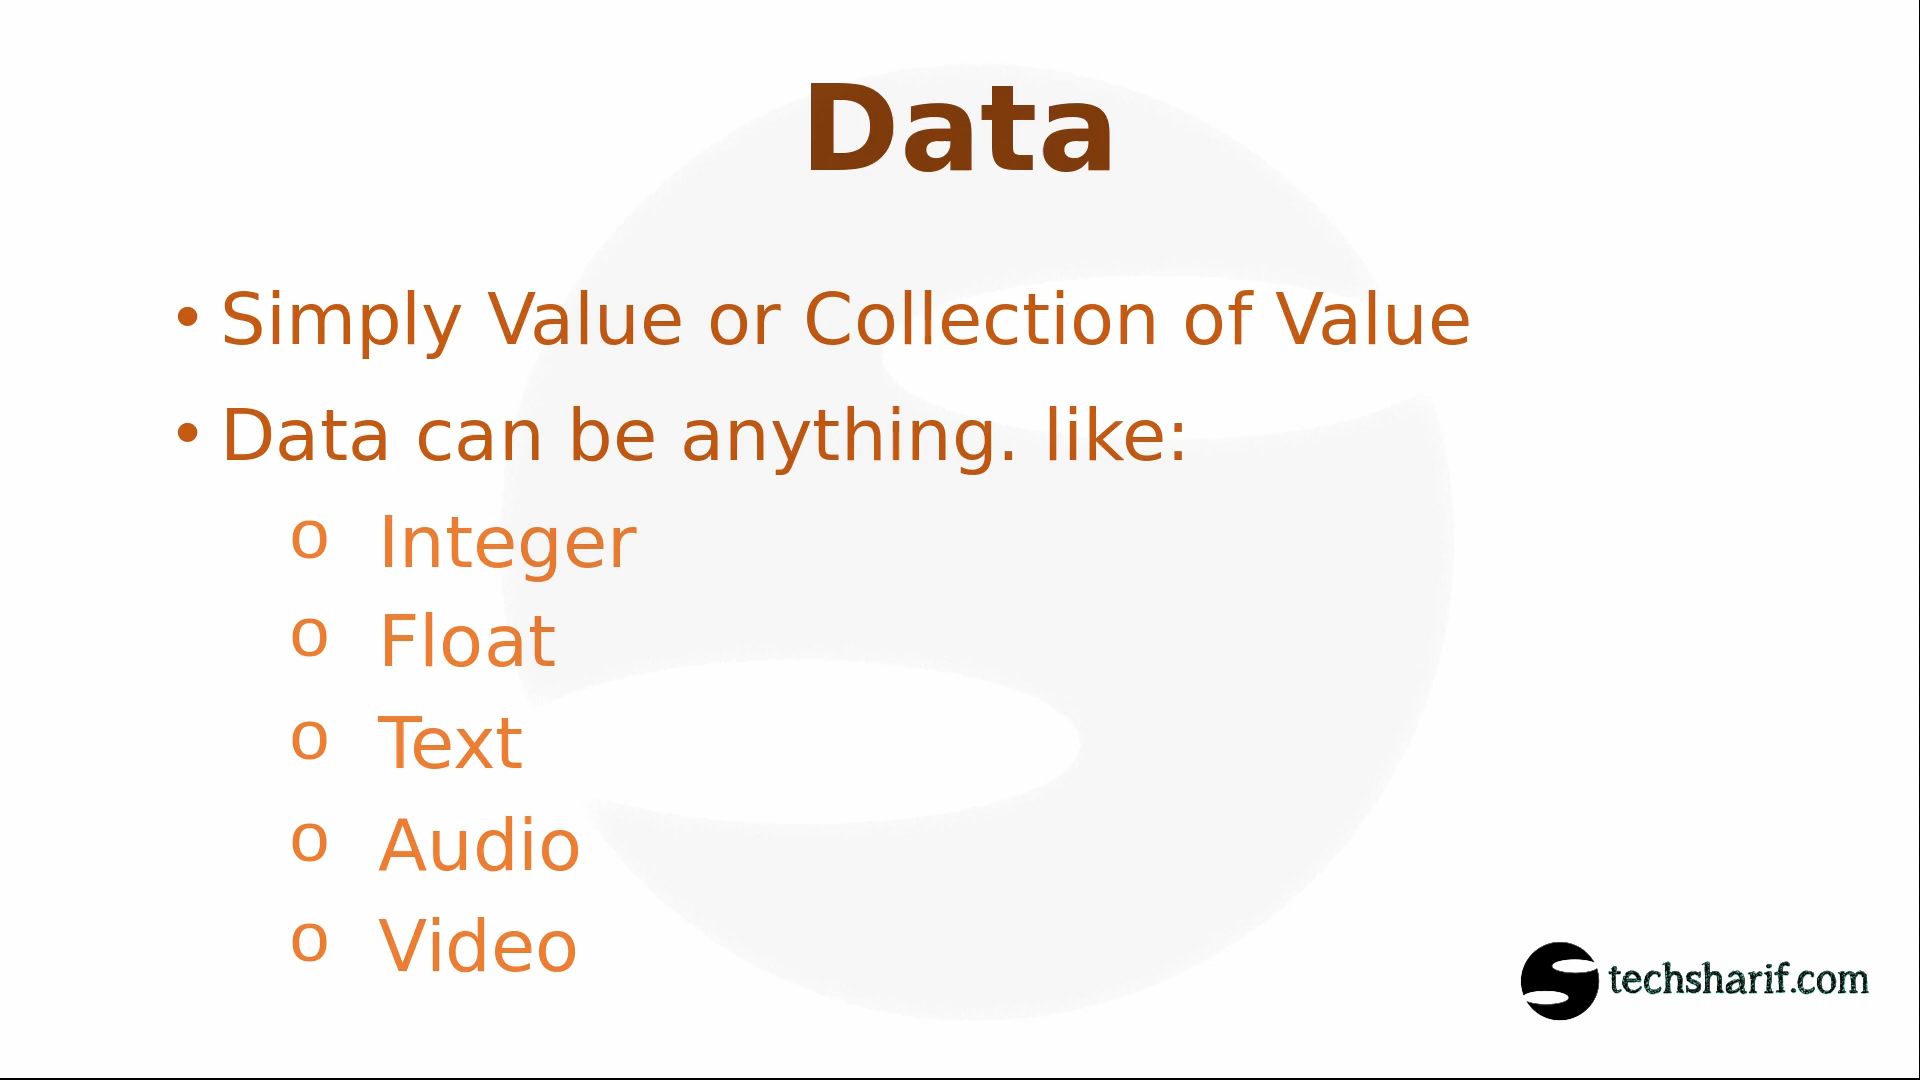 Data
• Simply Value or Collection of Value
• Data can be anything. like:
o Integer
o Float
o Text
o Audio
o Video
techsharif.com